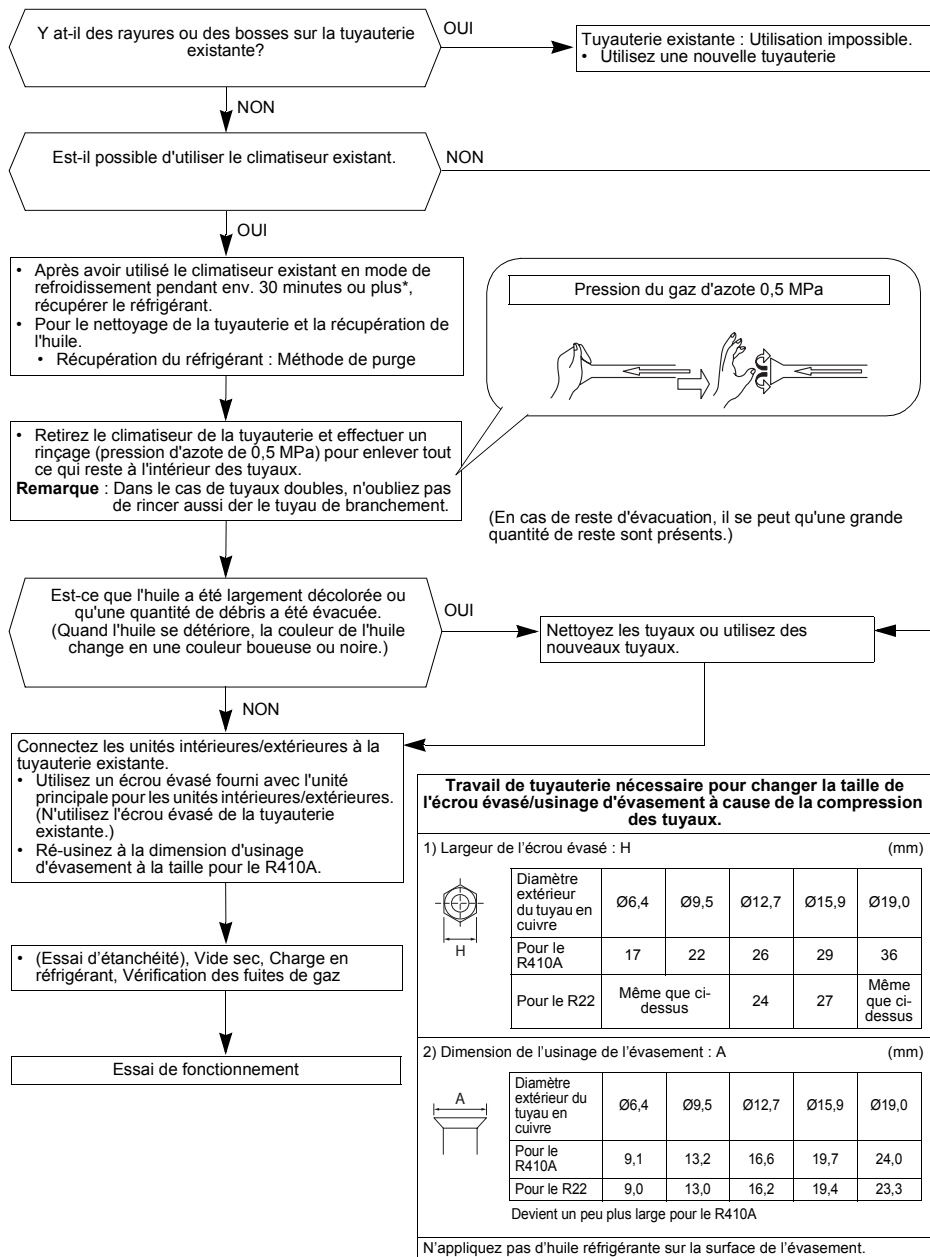 Y at-il des rayures ou des bosses sur la tuyauterie
existante?
OUI
Tuyauterie existante : Utilisation impossible.
• Utilisez une nouvelle tuyauterie
NON
Est-il possible d'utiliser le climatiseur existant.
NON
OUI
• Après avoir utilisé le climatiseur existant en mode de
refroidissement pendant env. 30 minutes ou plus*,
récupérer le réfrigérant.
• Pour le nettoyage de la tuyauterie et la récupération de
l'huile.
• Récupération du réfrigérant : Méthode de purge
Pression du gaz d'azote 0,5 MPa
• Retirez le climatiseur de la tuyauterie et effectuer un
rinçage (pression d'azote de 0,5 MPa) pour enlever tout
ce qui reste à l'intérieur des tuyaux.
Remarque : Dans le cas de tuyaux doubles, n'oubliez pas
de rincer aussi der le tuyau de branchement.
(En cas de reste d'évacuation, il se peut qu'une grande
quantité de reste sont présents.)
Est-ce que l'huile a été largement décolorée ou
qu'une quantité de débris a été évacuée.
(Quand l'huile se détériore, la couleur de l'huile
change en une couleur boueuse ou noire.)
OUI
Nettoyez les tuyaux ou utilisez des
nouveaux tuyaux.
NON
Connectez les unités intérieures/extérieures à la
tuyauterie existante.
• Utilisez un écrou évasé fourni avec l'unité
principale pour les unités intérieures/extérieures.
(N'utilisez l'écrou évasé de la tuyauterie
existante.)
• Ré-usinez à la dimension d'usinage
d'évasement à la taille pour le R410A.
• (Essai d'étanchéité), Vide sec, Charge en
réfrigérant, Vérification des fuites de gaz
Essai de fonctionnement
Travail de tuyauterie nécessaire pour changer la taille de
l'écrou évasé/usinage d'évasement à cause de la compression
des tuyaux.
1) Largeur de l'écrou évasé : H (mm)
H
Diamètre
extérieur
du tuyau en
cuivre
Ø6,4 Ø9,5 Ø12,7 Ø15,9 Ø19,0
Pour le
R410A
17 22 26 29 36
Pour le R22
Même que ci-
dessus
24 27
Même
que ci-
dessus
2) Dimension de l'usinage de l'évasement : A (mm)
A
Diamètre
extérieur du
tuyau en
cuivre
Ø6,4 Ø9,5 Ø12,7 Ø15,9 Ø19,0
Pour le
R410A
9,1 13,2 16,6 19,7 24,0
Pour le R22 9,0 13,0 16,2 19,4 23,3
Devient un peu plus large pour le R410A
N'appliquez pas d'huile réfrigérante sur la surface de l'évasement.